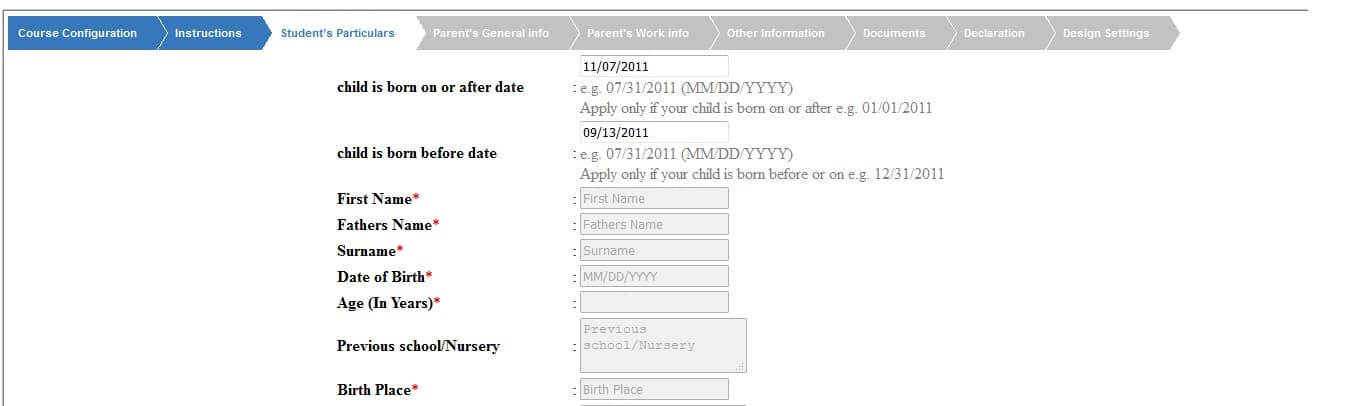 Course Configuration Instructions Student's Particulars Parent's General info Parent's Work info Other Information Documents Declaration Design Settings
11/07/2011
child is born on or after date : e.g. 07/31/2011 (MM/DD/YYYY)
Apply only if your child is born on or after e.g. 01/01/2011
09/13/2011
child is born before date : e.g. 07/31/2011 (MM/DD/YYYY)
Apply only if your child is born before or on e.g. 12/31/2011
First Name* : First Name
Fathers Name* : Fathers Name
Surname* : Surname
Date of Birth* : MM/DD/YYYY
Age (In Years)* :
Previous
Previous school/Nursery : school/Nursery
Birth Place* : Birth Place